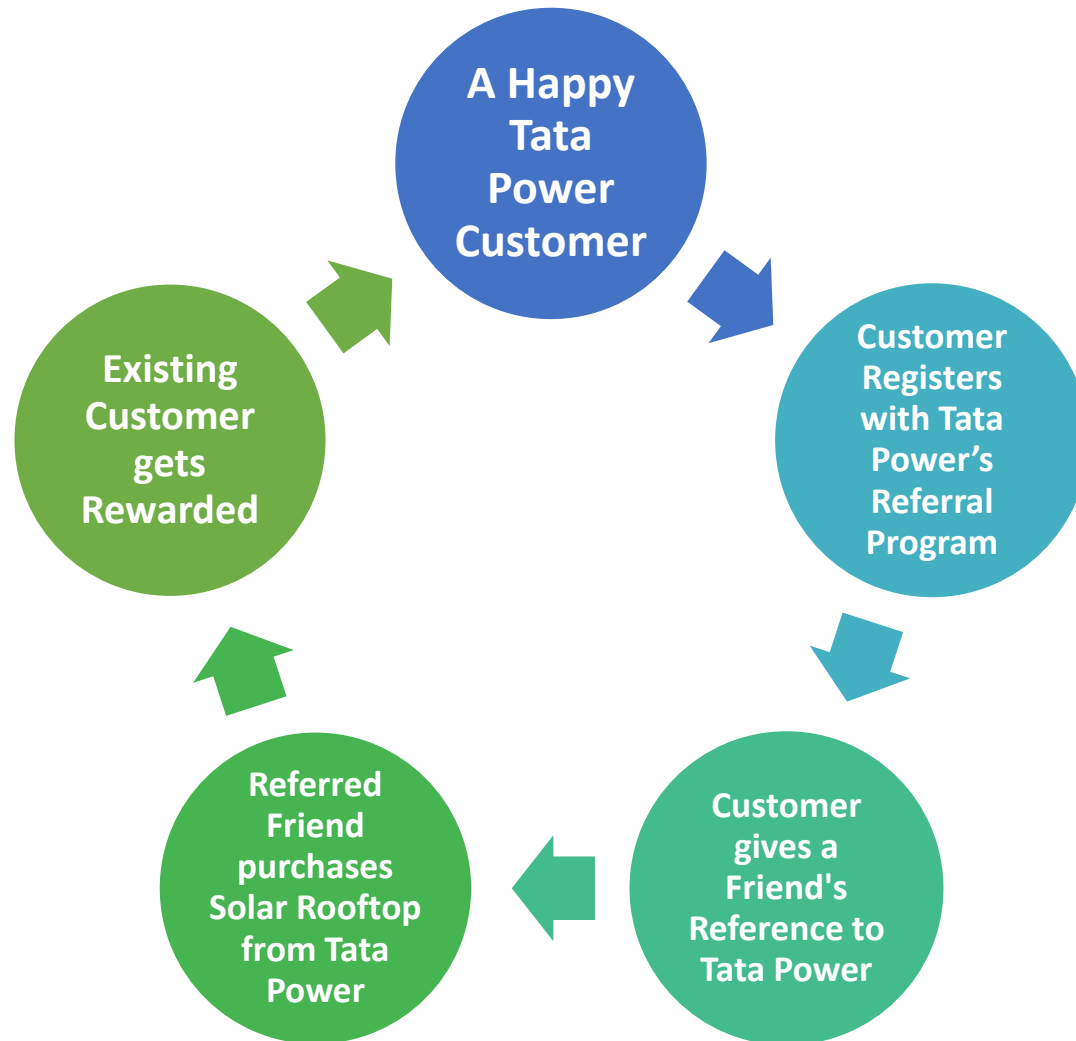 A Happy
Tata
Power
Customer
Customer
Registers
with Tata
Power’s
Referral
Program
Customer
gives a
Friend's
Reference to
Tata Power
Referred
Friend
purchases
Solar Rooftop
from Tata
Power
Existing
Customer
gets
Rewarded